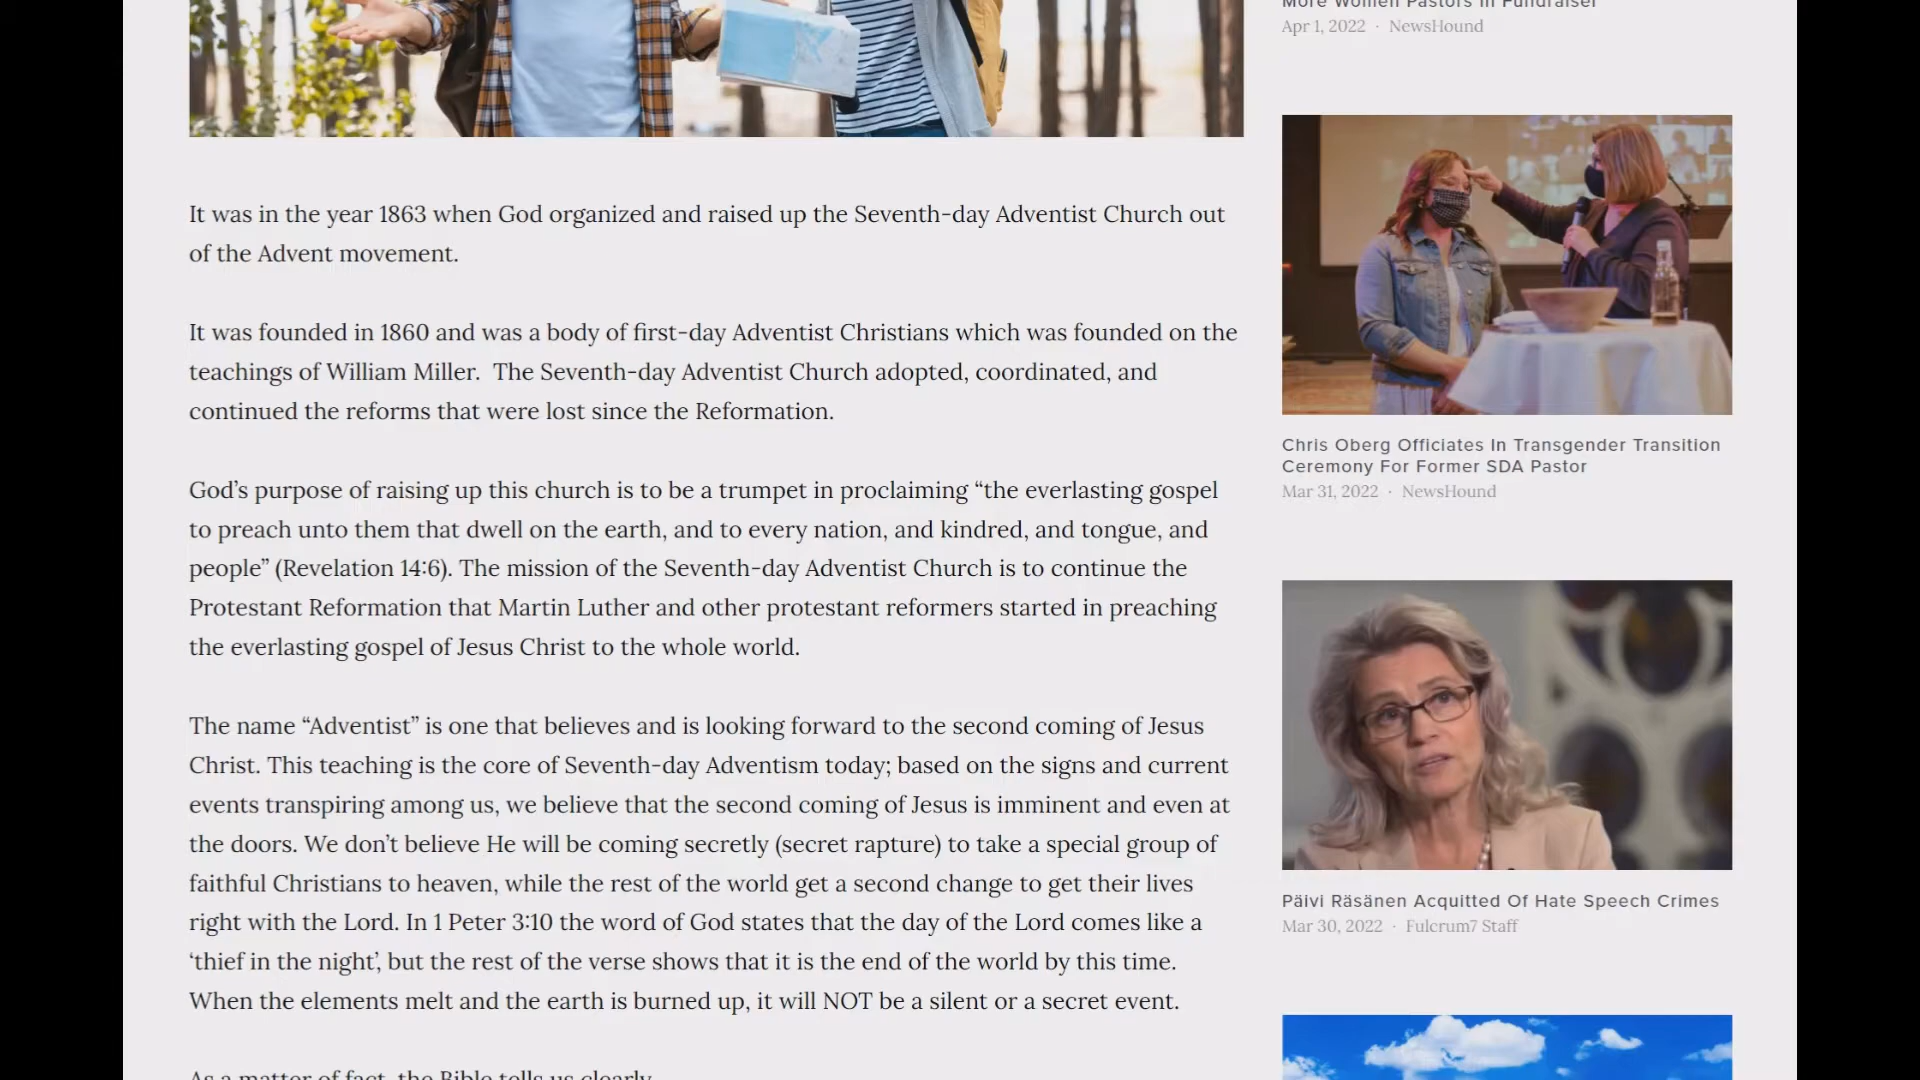 More Women Pastors In Fundraiser
Apr 1, 2022 · NewsHound
It was in the year 1863 when God organized and raised up the Seventh-day Adventist Church out
of the Advent movement.
It was founded in 1860 and was a body of first-day Adventist Christians which was founded on the
teachings of William Miller.  The Seventh-day Adventist Church adopted, coordinated, and
continued the reforms that were lost since the Reformation.
God’s purpose of raising up this church is to be a trumpet in proclaiming “the everlasting gospel
to preach unto them that dwell on the earth, and to every nation, and kindred, and tongue, and
people” (Revelation 14:6). The mission of the Seventh-day Adventist Church is to continue the
Protestant Reformation that Martin Luther and other protestant reformers started in preaching
the everlasting gospel of Jesus Christ to the whole world.
The name “Adventist” is one that believes and is looking forward to the second coming of Jesus
Christ. This teaching is the core of Seventh-day Adventism today; based on the signs and current
events transpiring among us, we believe that the second coming of Jesus is imminent and even at
the doors. We don’t believe He will be coming secretly (secret rapture) to take a special group of
faithful Christians to heaven, while the rest of the world get a second change to get their lives
right with the Lord. In 1 Peter 3:10 the word of God states that the day of the Lord comes like a
‘thief in the night’, but the rest of the verse shows that it is the end of the world by this time.
When the elements melt and the earth is burned up, it will NOT be a silent or a secret event.
As a matter of fact, the Bible tells us clearly
Chris Oberg Officiates In Transgender Transition
Ceremony For Former SDA Pastor
Mar 31, 2022 · NewsHound
Päivi Räsänen Acquitted Of Hate Speech Crimes
Mar 30, 2022 · Fulcrum7 Staff